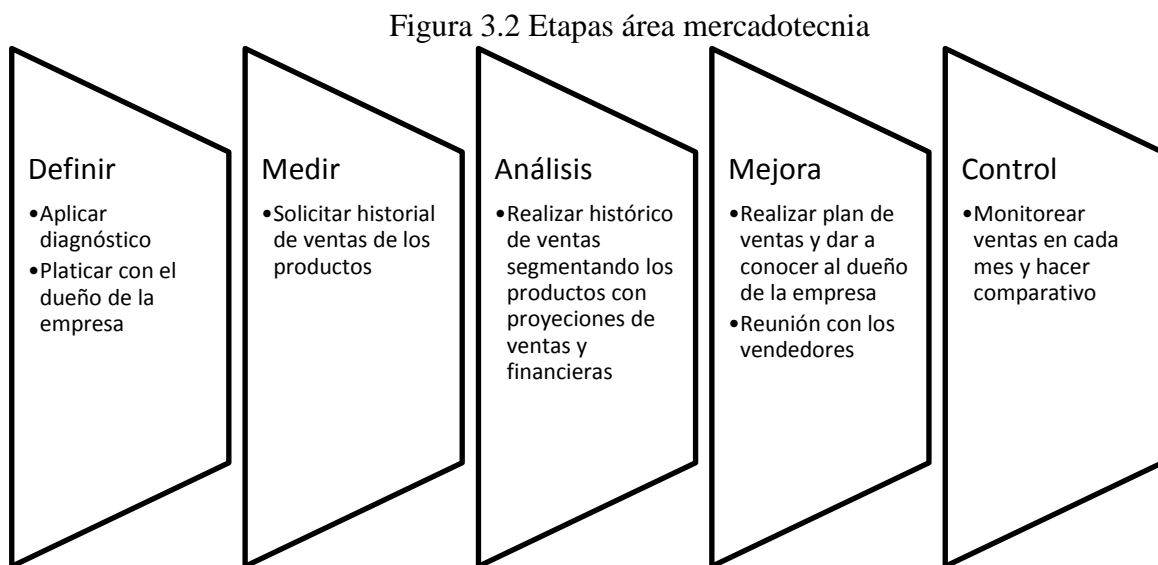 Figura 3.2 Etapas área mercadotecnia
Definir
•Aplicar
diagnóstico
•Platicar con el
dueño de la
empresa
Medir
•Solicitar historial
de ventas de los
productos
Análisis
•Realizar histórico
de ventas
segmentando los
productos con
proyeciones de
ventas y
financieras
Mejora
•Realizar plan de
ventas y dar a
conocer al dueño
de la empresa
•Reunión con los
vendedores
Control
•Monitorear
ventas en cada
mes y hacer
comparativo